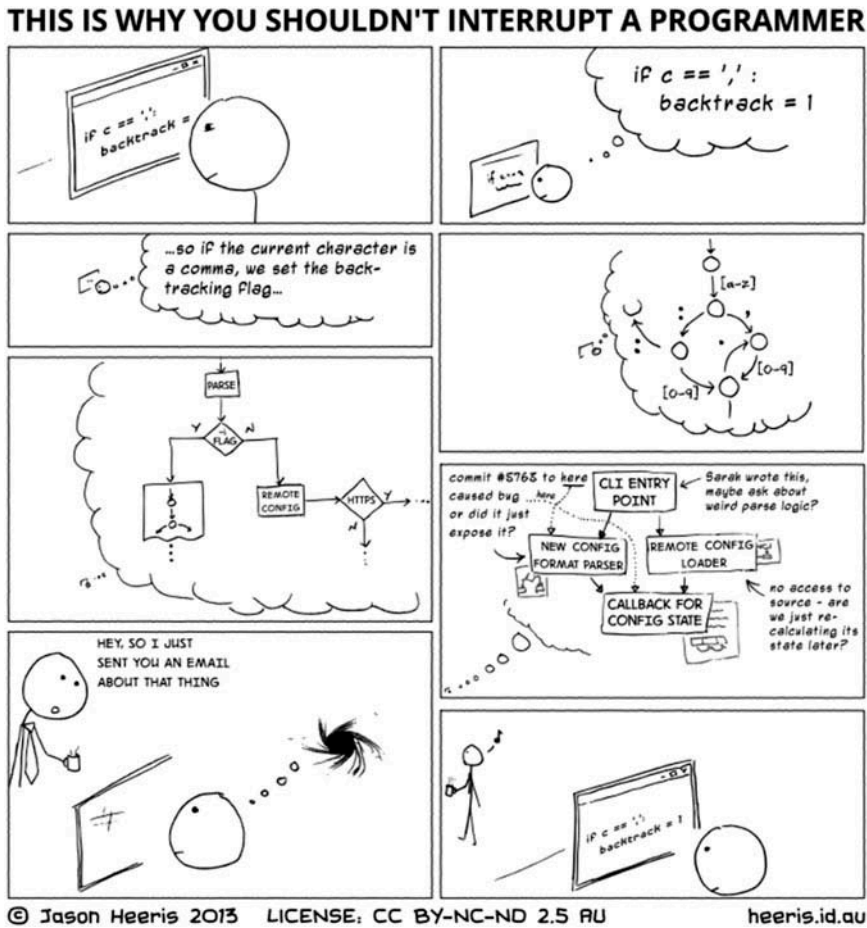 THIS IS WHY YOU SHOULDN'T INTERRUPT A PROGRAMMER
if c == ',':
backtrack =
if c == ',' :
backtrack = 1
...so if the current character is
a comma, we set the back-
tracking flag...
[a-z]
,
[0-9]
[0-9]
PARSE
Y
N
FLAG
REMOTE
CONFIG
HTTPS
Y
N
commit #5763 to here
caused bug ...here
or did it just
expose it?
CLI ENTRY
POINT
Sarah wrote this,
maybe ask about
weird parse logic?
NEW CONFIG
FORMAT PARSER
REMOTE CONFIG
LOADER
CALLBACK FOR
CONFIG STATE
no access to
source - are
we just re-
calculating its
state later?
HEY, SO I JUST
SENT YOU AN EMAIL
ABOUT THAT THING
if c == ',':
backtrack = 1
© Jason Heeris 2013 LICENSE: CC BY-NC-ND 2.5 AU heeris.id.au